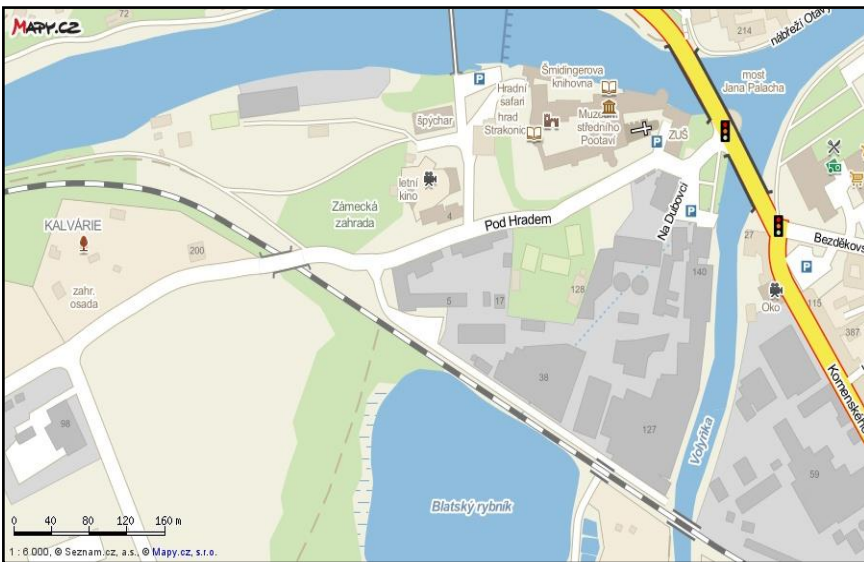 MAPY.CZ
214
nábřeží Otavy
72
most
Jana Palacha
Šmidingerova
knihovna
Hradní
safari
hrad
Strakonic
Muzeum
středního
Pootaví
ZUŠ
P
P
P
P
P
špýchar
letní
kino
4
Zámecká
zahrada
Pod Hradem
Na Dubovci
KALVÁRIE
200
zahr.
osada
Bezděkovs
27
Oko
115
387
Komenského
5
17
128
140
38
127
59
98
Volyňka
Blatský rybník
0 40 80 120 160 m
1 : 6 000, © Seznam.cz, a.s., © Mapy.cz, s.r.o.